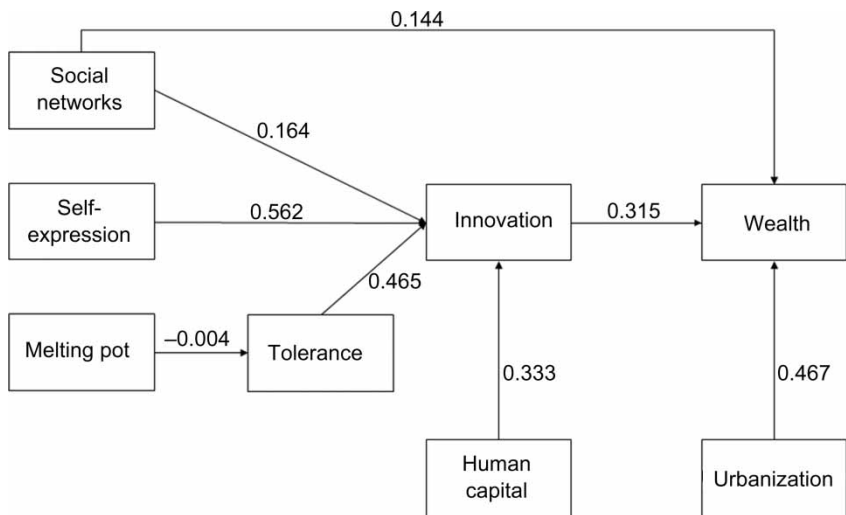 0.144
Social
networks
0.164
Self-
expression
0.562
Innovation
0.315
Wealth
0.465
Melting pot
–0.004
Tolerance
0.333
0.467
Human
capital
Urbanization